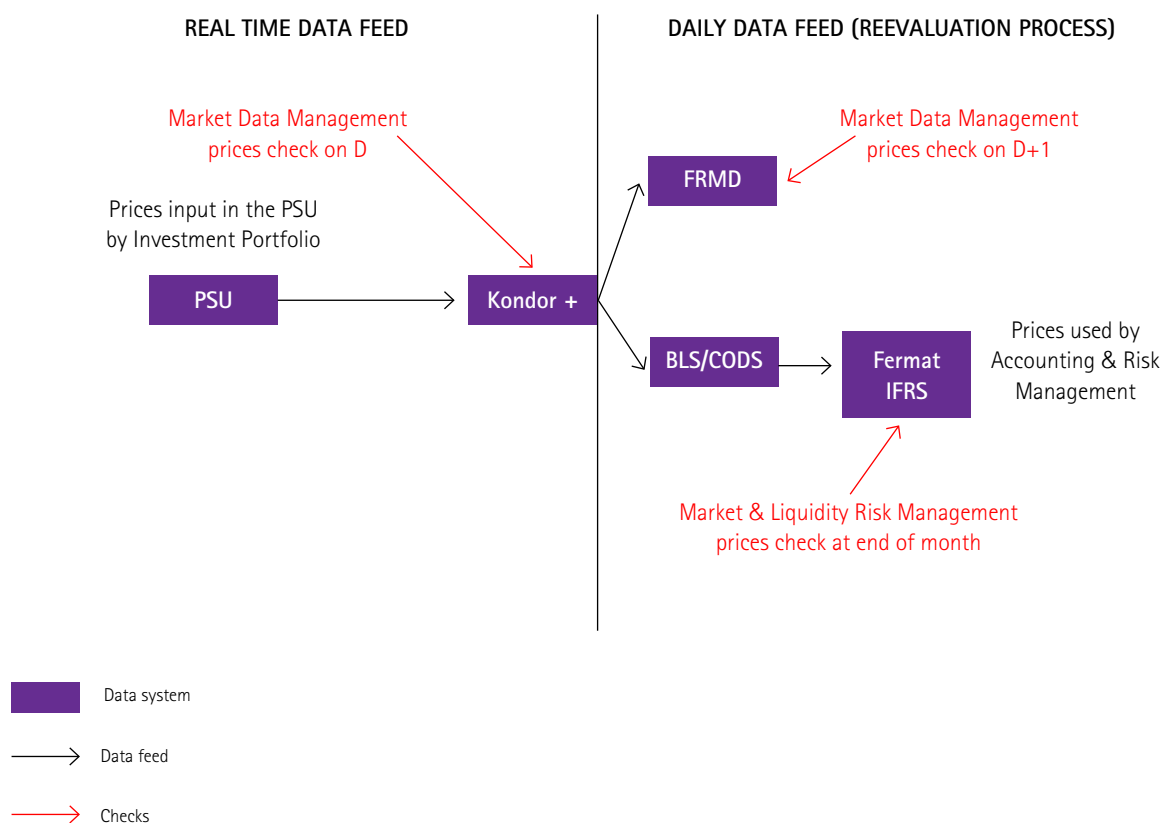 REAL TIME DATA FEED
DAILY DATA FEED (REEVALUATION PROCESS)
Market Data Management
prices check on D
Market Data Management
prices check on D+1
FRMD
Prices input in the PSU
by Investment Portfolio
PSU
Kondor +
BLS/CODS
Fermat
IFRS
Prices used by
Accounting & Risk
Management
Market & Liquidity Risk Management
prices check at end of month
Data system
Data feed
Checks